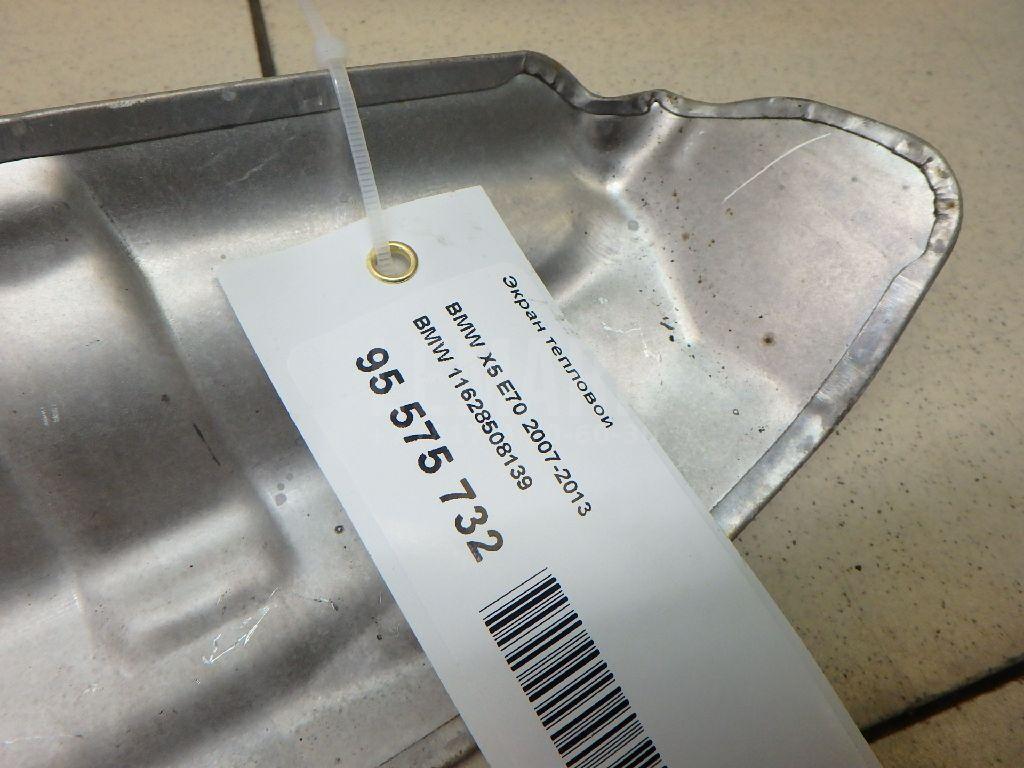 Экран тепловой
BMW X5 E70 2007-2013
BMW 11628508139
95 575 732